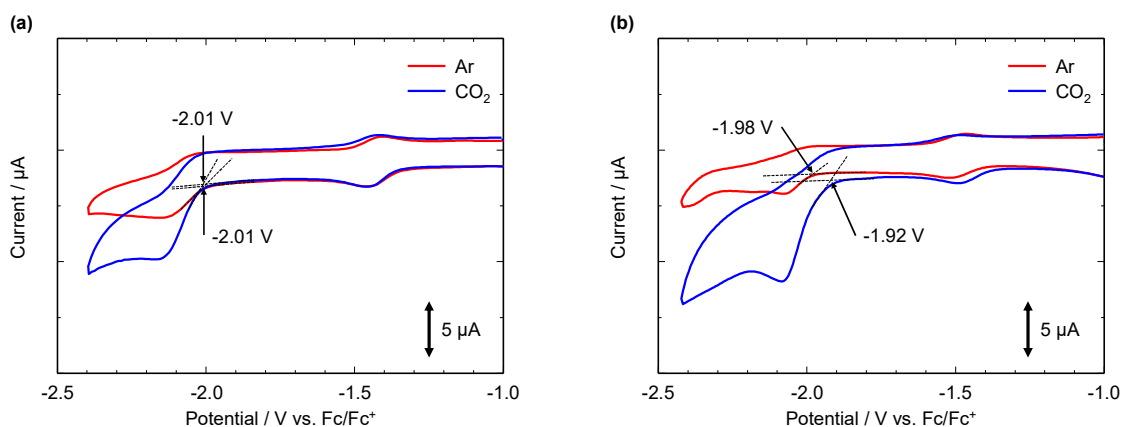 (a)
Ar
CO₂
-2.01 V
-2.01 V
5 µA
Current / µA
-2.5
-2.0
-1.5
-1.0
Potential / V vs. Fc/Fc⁺
(b)
Ar
CO₂
-1.98 V
-1.92 V
5 µA
Current / µA
-2.5
-2.0
-1.5
-1.0
Potential / V vs. Fc/Fc⁺